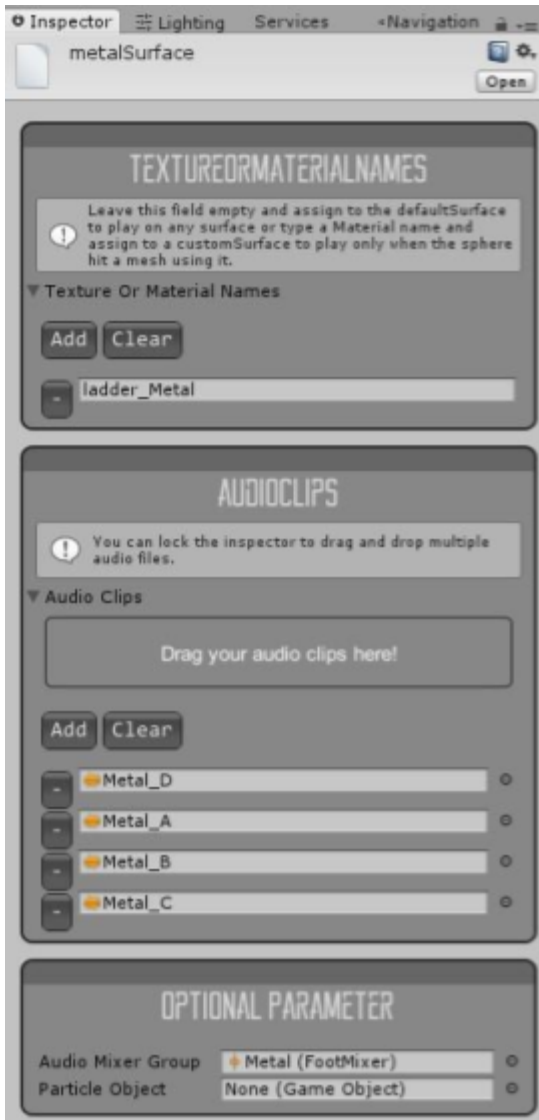 Inspector Lighting Services Navigation
metalSurface
Open
TEXTUREORMATERIALNAMES
Leave this field empty and assign to the defaultSurface
to play on any surface or type a Material name and
assign to a customSurface to play only when the sphere
hit a mesh using it.
Texture Or Material Names
Add Clear
- ladder_Metal
AUDIOCLIPS
You can lock the inspector to drag and drop multiple
audio files.
Audio Clips
Drag your audio clips here!
Add Clear
- Metal_D
- Metal_A
- Metal_B
- Metal_C
OPTIONAL PARAMETER
Audio Mixer Group Metal (FootMixer)
Particle Object None (Game Object)